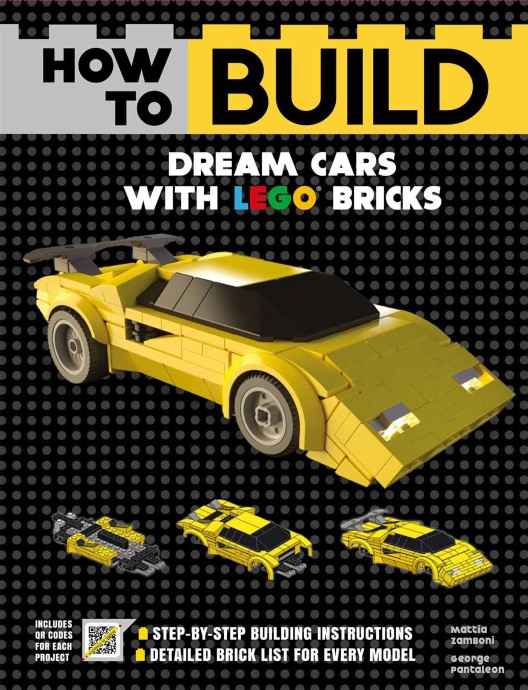 HOW TO BUILD
DREAM CARS
WITH LEGO® BRICKS
INCLUDES
QR CODES
FOR EACH
PROJECT
STEP-BY-STEP BUILDING INSTRUCTIONS
DETAILED BRICK LIST FOR EVERY MODEL
Mattia
Zamboni
George
Pantaleon